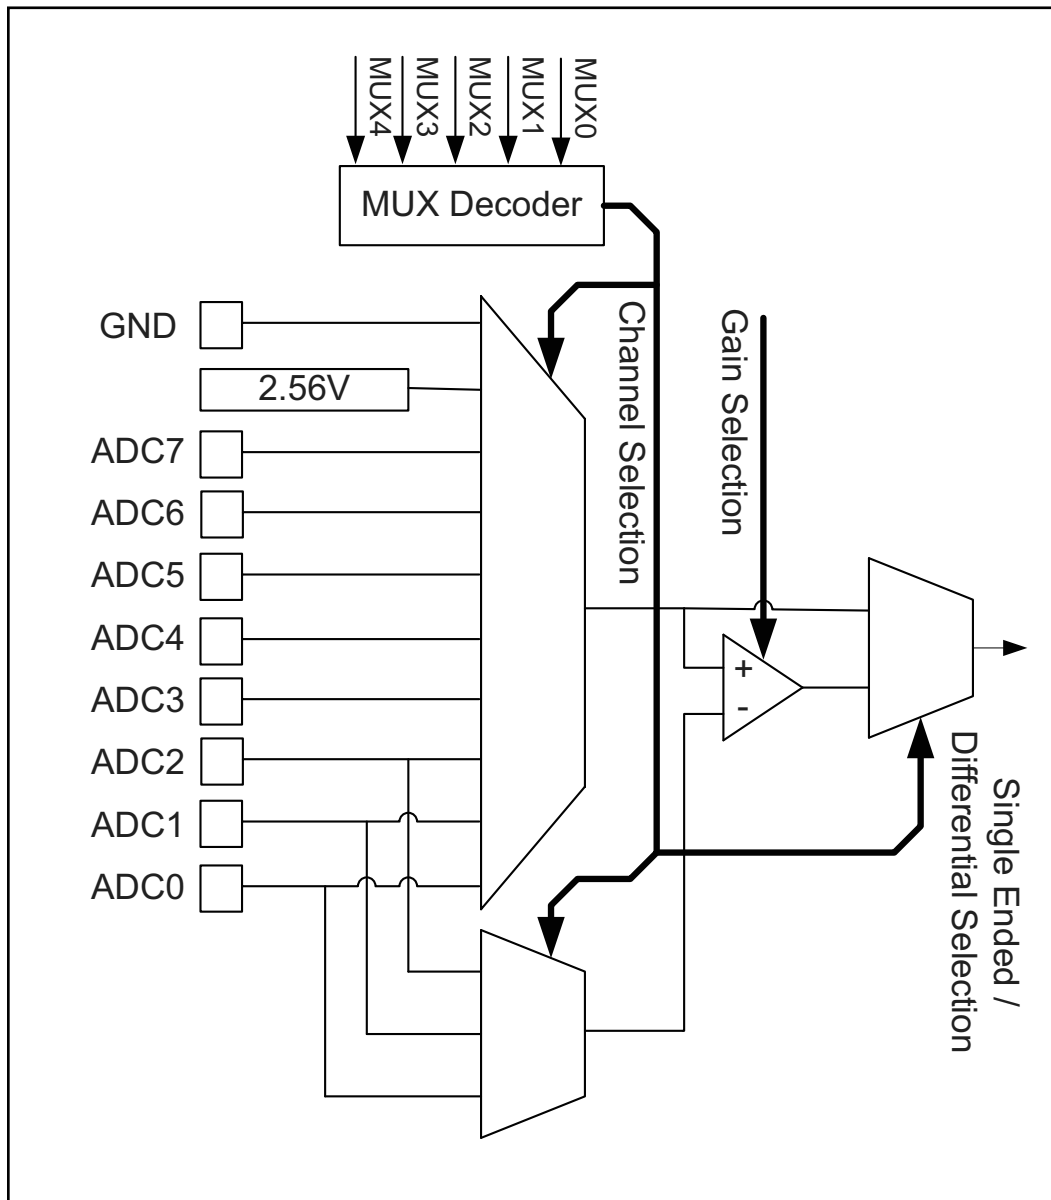 MUX4
MUX3
MUX2
MUX1
MUX0
MUX Decoder
GND
2.56V
ADC7
ADC6
ADC5
ADC4
ADC3
ADC2
ADC1
ADC0
Channel Selection
Gain Selection
+
-
Single Ended /
Differential Selection